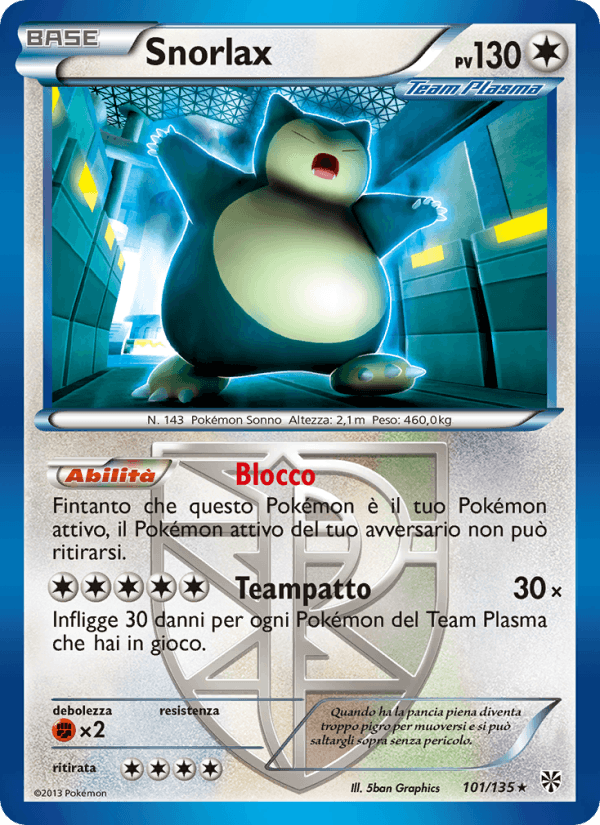 BASE
Snorlax
PV130
Team Plasma
N. 143 Pokémon Sonno Altezza: 2,1m Peso: 460,0kg
Abilità Blocco
Fintanto che questo Pokémon è il tuo Pokémon
attivo, il Pokémon attivo del tuo avversario non può
ritirarsi.
Teampatto 30×
Infligge 30 danni per ogni Pokémon del Team Plasma
che hai in gioco.
debolezza resistenza
×2
Quando ha la pancia piena diventa
troppo pigro per muoversi e si può
saltargli sopra senza pericolo.
ritirata
Ill. 5ban Graphics 101/135★
©2013 Pokémon